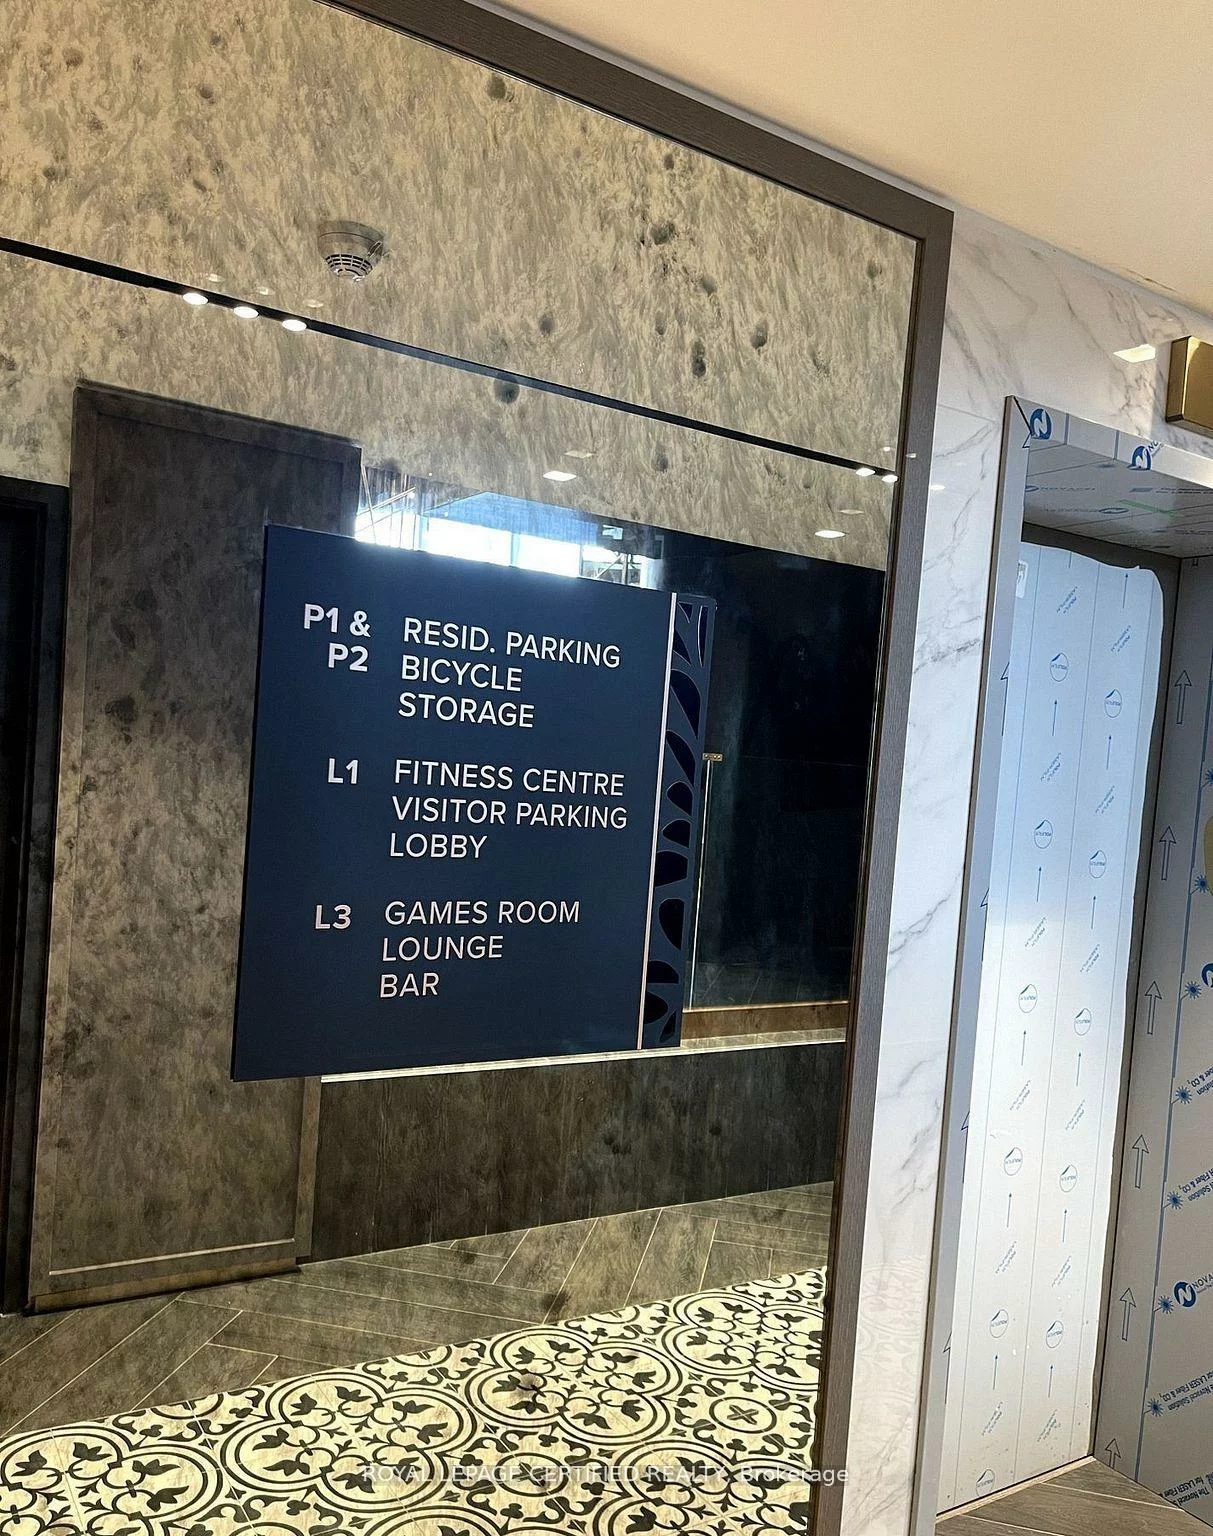 P1 & RESID. PARKING
P2 BICYCLE
STORAGE
L1 FITNESS CENTRE
VISITOR PARKING
LOBBY
L3 GAMES ROOM
LOUNGE
BAR
ROYAL LEPAGE CERTIFIED REALTY, Brokerage